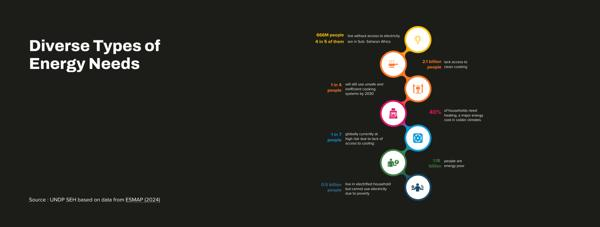 Diverse Types of
Energy Needs
666M people
4 in 5 of them
live without access to electricity,
are in Sub- Saharan Africa
2.1 billion
people
lack access to
clean cooking
1 in 4
people
will still use unsafe and
inefficient cooking
systems by 2030
40%
of households need
heating, a major energy
cost in colder climates
1 in 7
people
globally currently at
high risk due to lack of
access to cooling
billion
people are
energy poor
0.5 billion
people
live in electrified household
but cannot use electricity
due to poverty
Source : UNDP SEH based on data from ESMAP (2024)